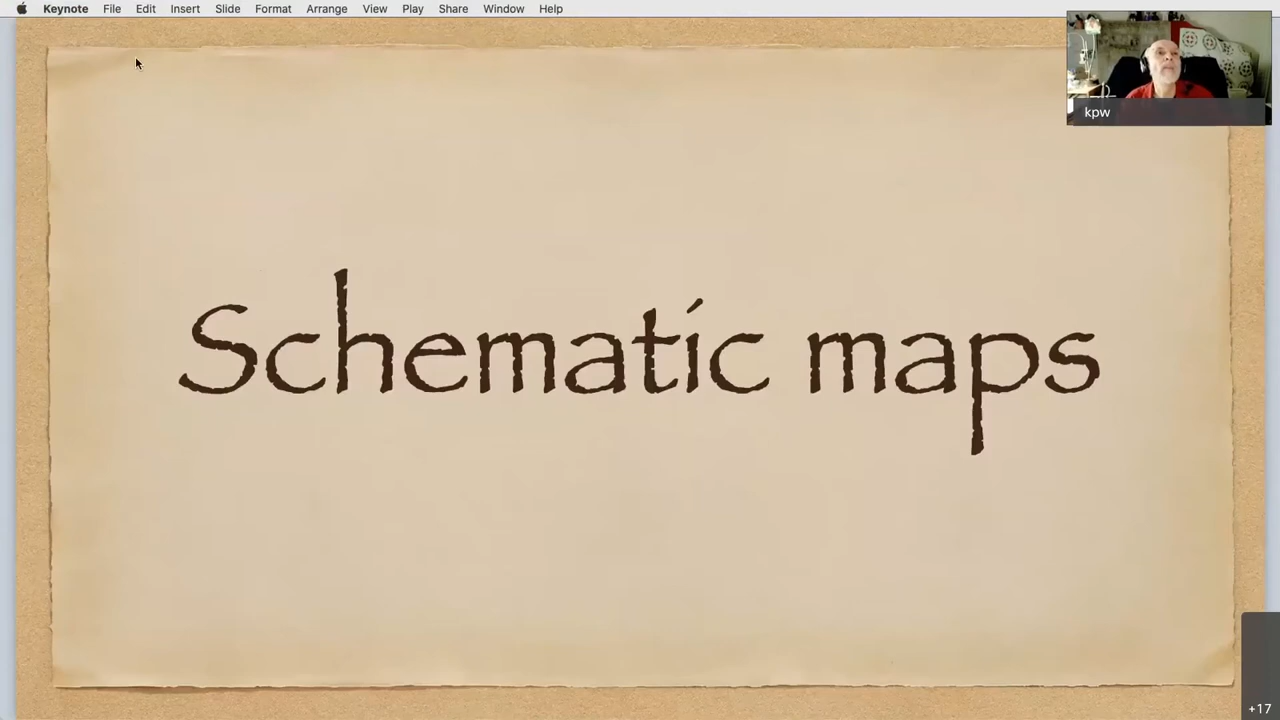 Keynote File Edit Insert Slide Format Arrange View Play Share Window Help
kpw
Schematic maps
+17